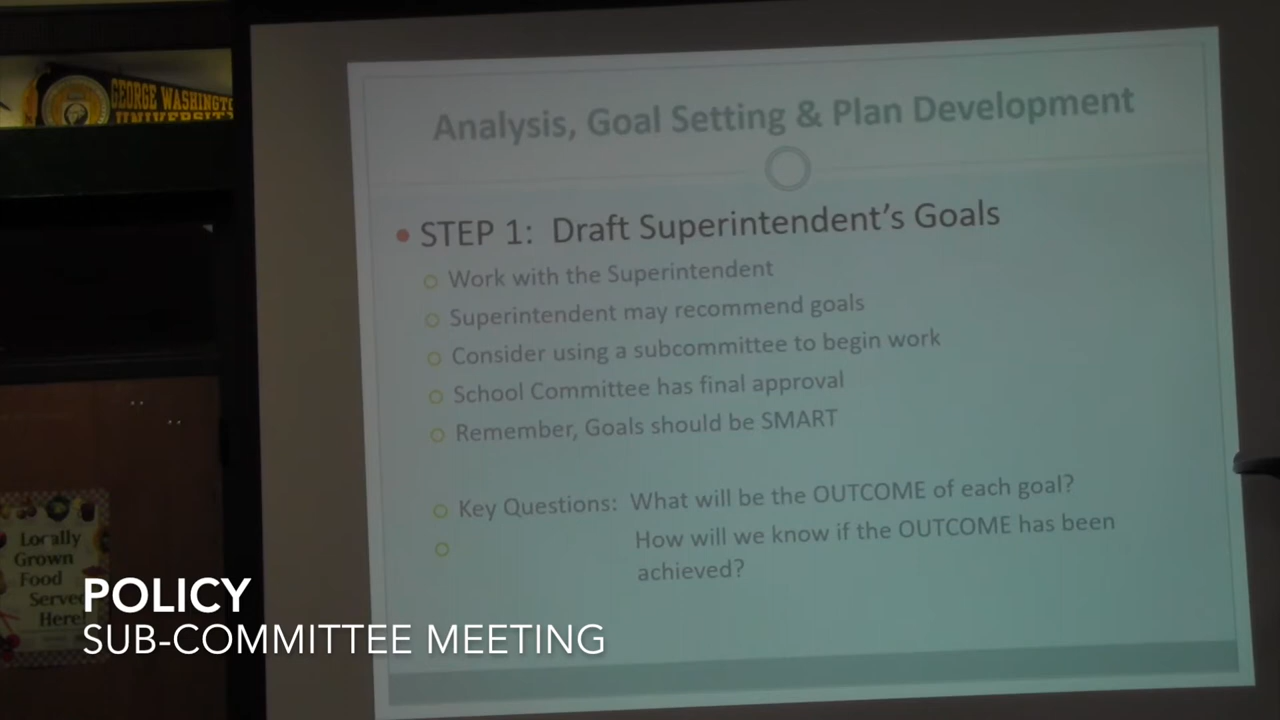 GEORGE WASHINGTO
UNIVERSITY
Analysis, Goal Setting & Plan Development
• STEP 1: Draft Superintendent's Goals
Work with the Superintendent
Superintendent may recommend goals
Consider using a subcommittee to begin work
School Committee has final approval
Remember, Goals should be SMART
Key Questions: What will be the OUTCOME of each goal?
How will we know if the OUTCOME has been
achieved?
Locally
Grown
Food
Serve
Here!
POLICY
SUB-COMMITTEE MEETING